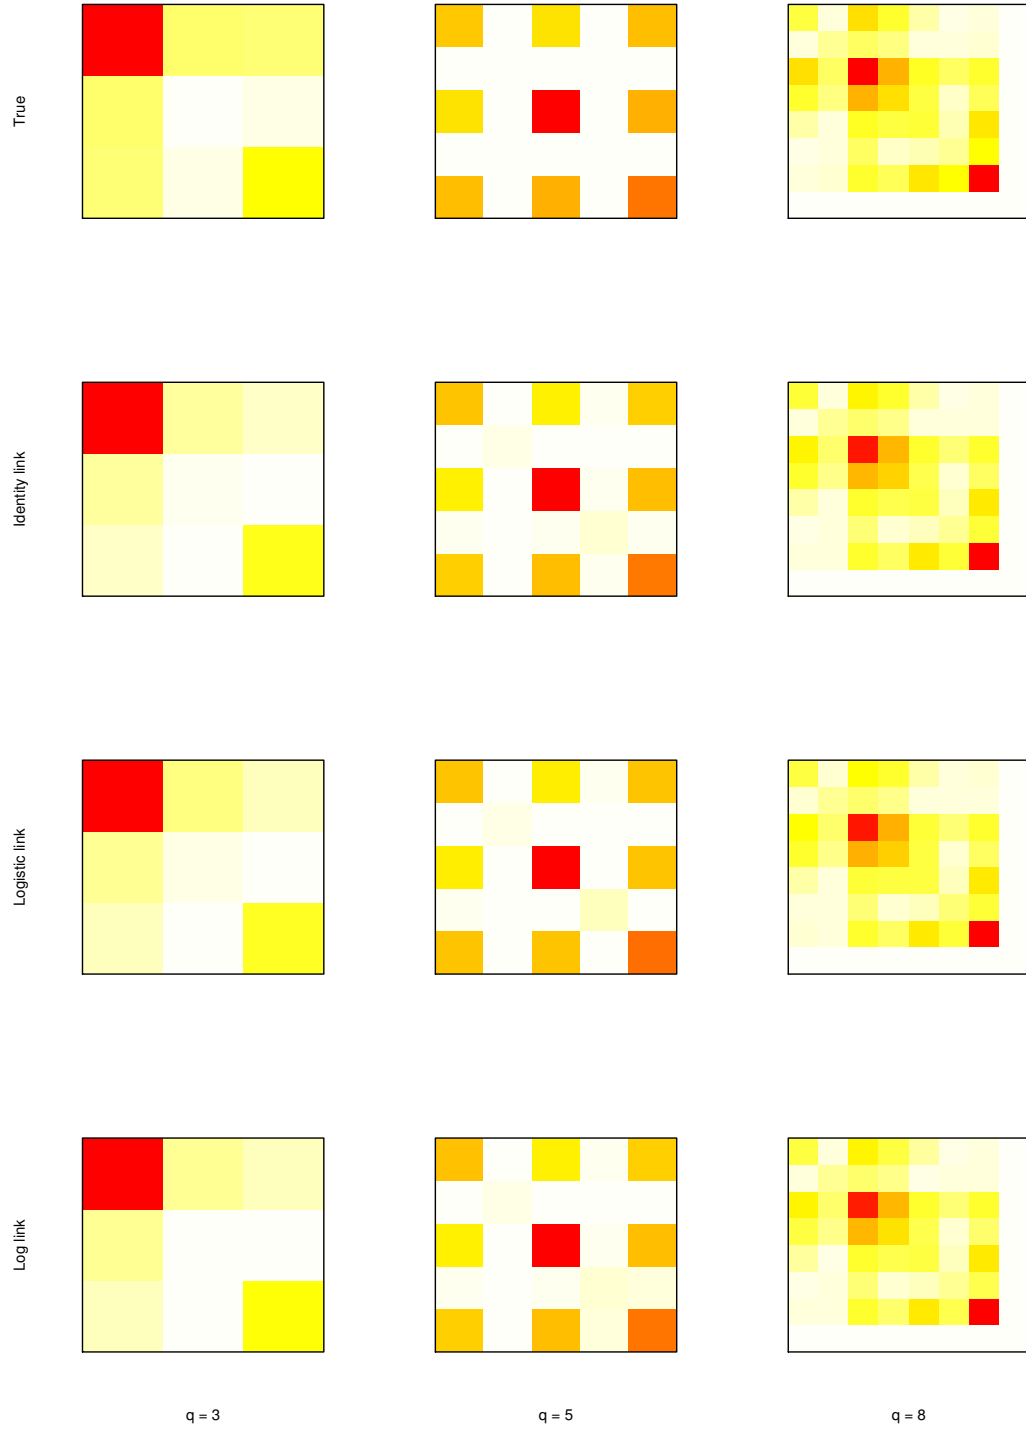 True
Identity link
Logistic link
Log link
q = 3
q = 5
q = 8